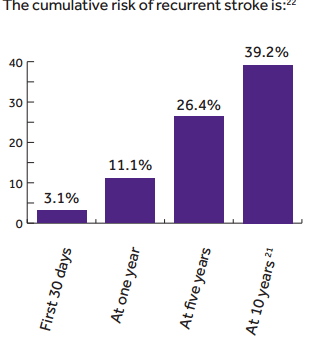 The cumulative risk of recurrent stroke is:²²
39.2%
40
30
26.4%
20
11.1%
10
3.1%
0
First 30 days
At one year
At five years
At 10 years ²¹